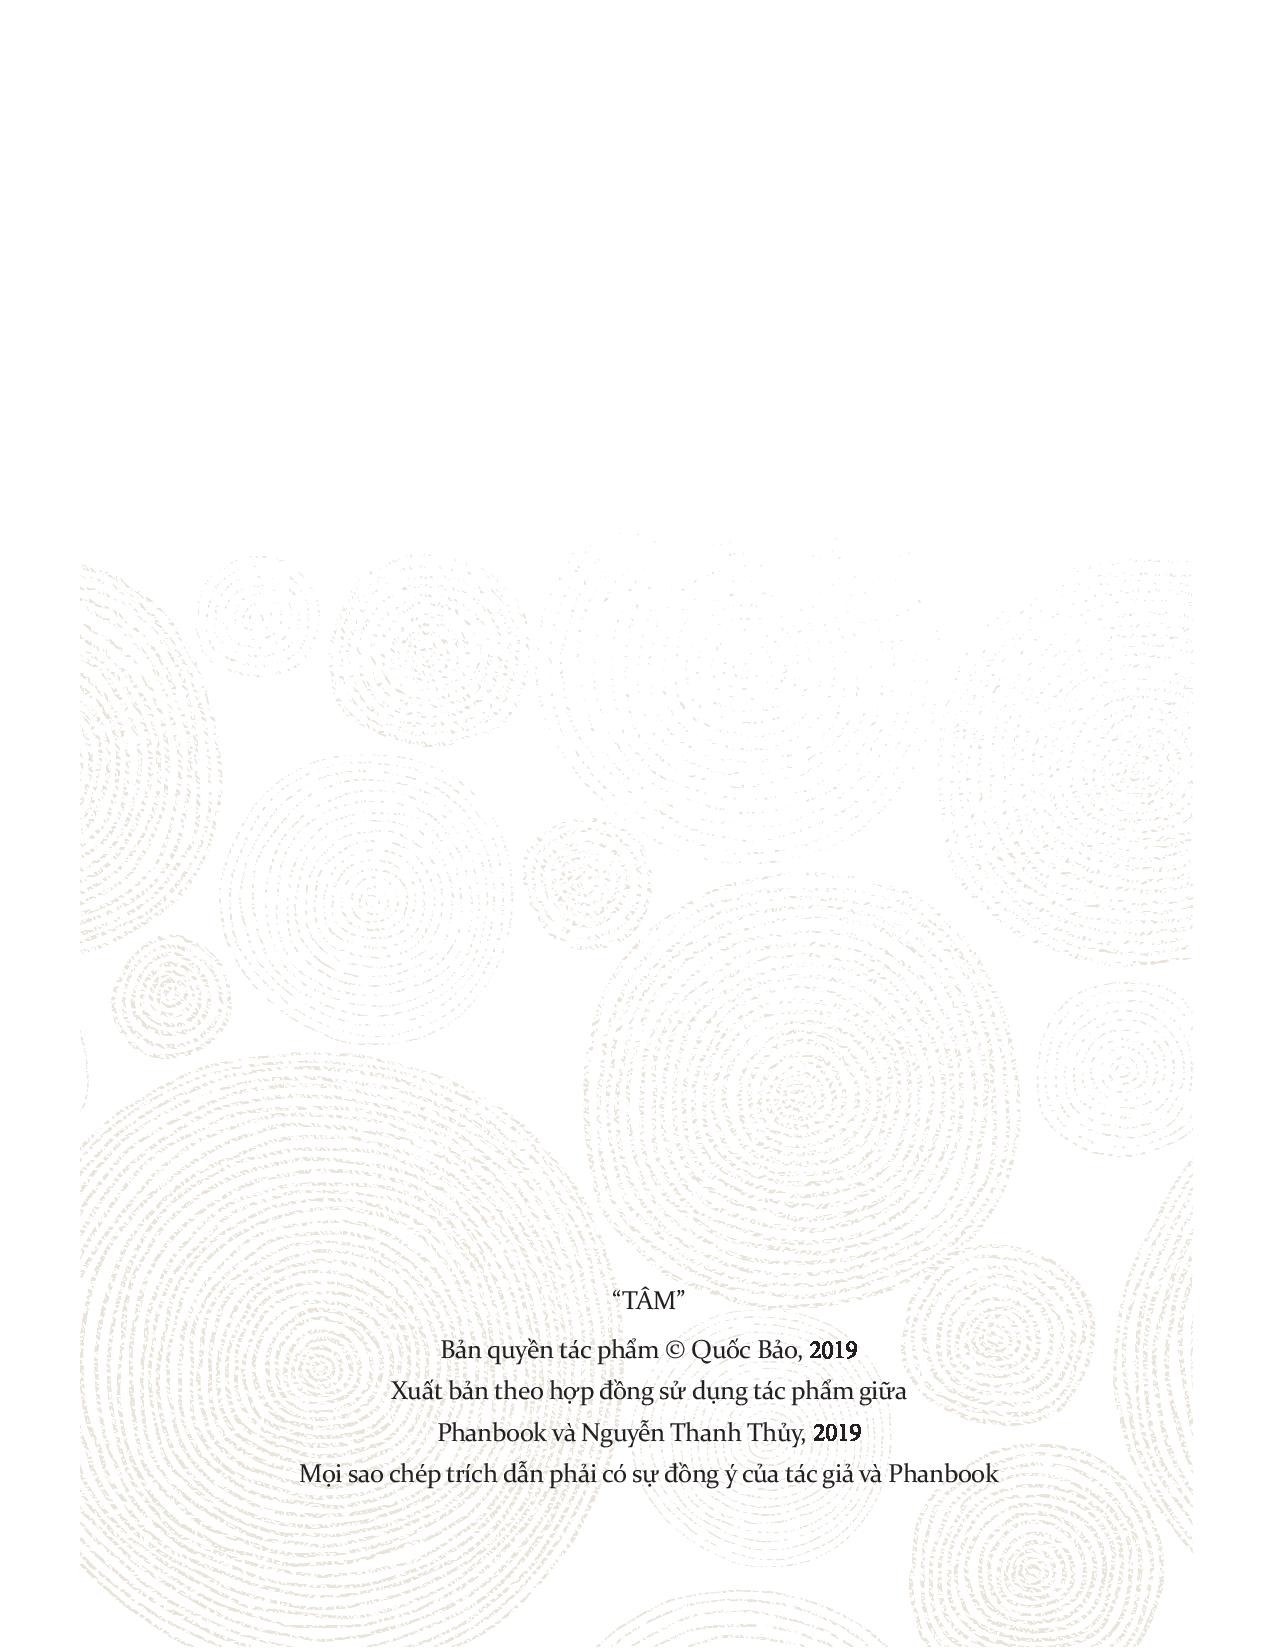 “TÂM”
Bản quyền tác phẩm © Quốc Bảo, 2019
Xuất bản theo hợp đồng sử dụng tác phẩm giữa
Phanbook và Nguyễn Thanh Thủy, 2019
Mọi sao chép trích dẫn phải có sự đồng ý của tác giả và Phanbook